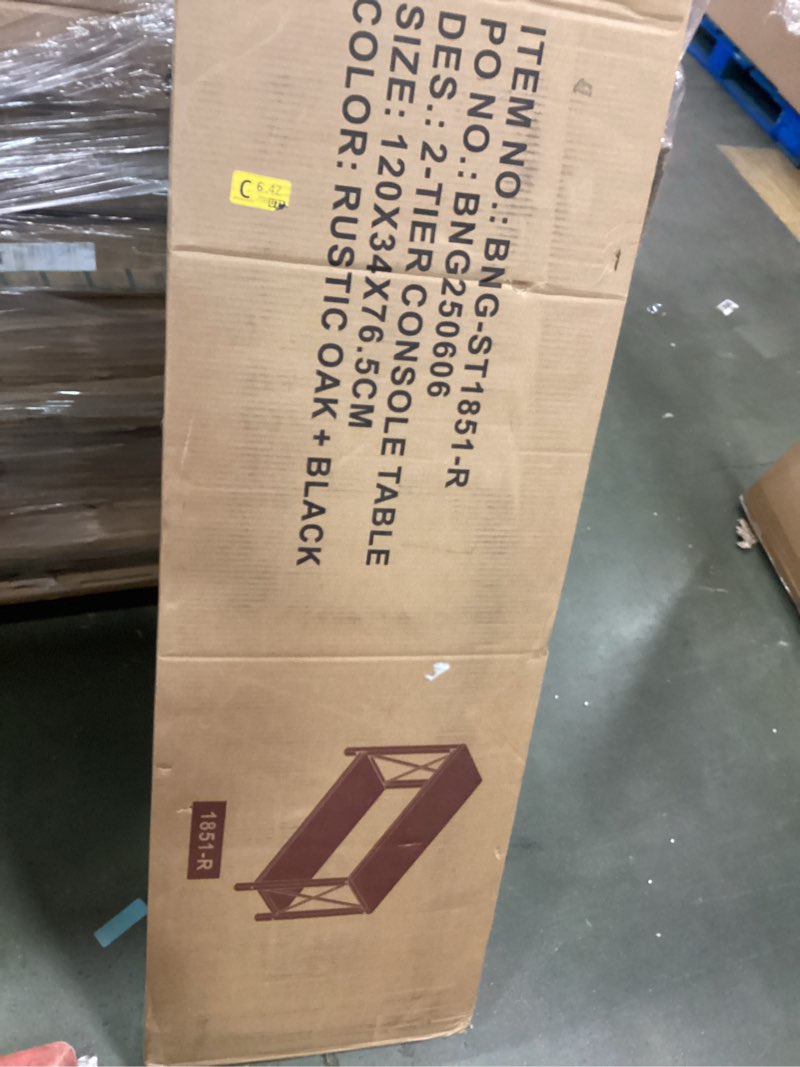 ITEM NO.: BNG-ST1851-R
PO NO.: BNG250606
DES.: 2-TIER CONSOLE TABLE
SIZE: 120X34X76.5CM
COLOR: RUSTIC OAK + BLACK
C 6.42
1851-R